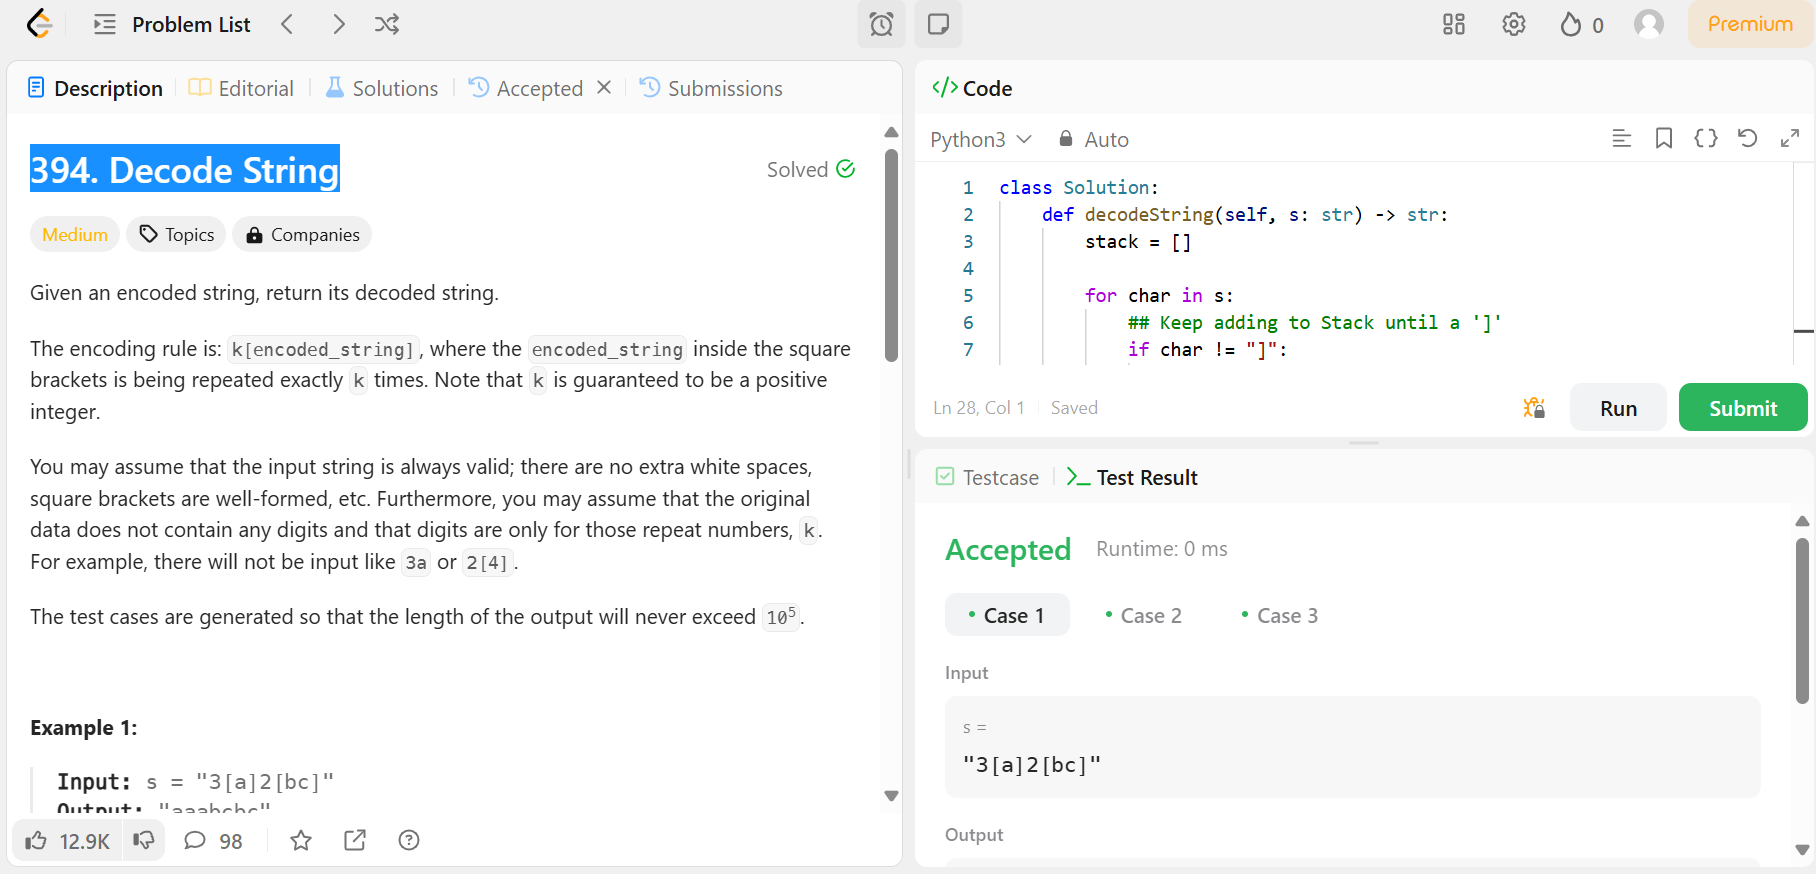 Problem List
0
Premium
Description
Editorial
Solutions
Accepted
Submissions
394. Decode String
Solved
Medium
Topics
Companies
Given an encoded string, return its decoded string.
The encoding rule is: k[encoded_string], where the encoded_string inside the square
brackets is being repeated exactly k times. Note that k is guaranteed to be a positive
integer.
You may assume that the input string is always valid; there are no extra white spaces,
square brackets are well-formed, etc. Furthermore, you may assume that the original
data does not contain any digits and that digits are only for those repeat numbers, k.
For example, there will not be input like 3a or 2[4].
The test cases are generated so that the length of the output will never exceed 10⁵.
Example 1:
Input: s = "3[a]2[bc]"
Output: "aaabcbc"
12.9K
98
</> Code
Python3
Auto
1 class Solution:
2 def decodeString(self, s: str) -> str:
3 stack = []
4
5 for char in s:
6 ## Keep adding to Stack until a ']'
7 if char != "]":
Ln 28, Col 1
Saved
Run
Submit
Testcase
Test Result
Accepted
Runtime: 0 ms
• Case 1
• Case 2
• Case 3
Input
s =
"3[a]2[bc]"
Output